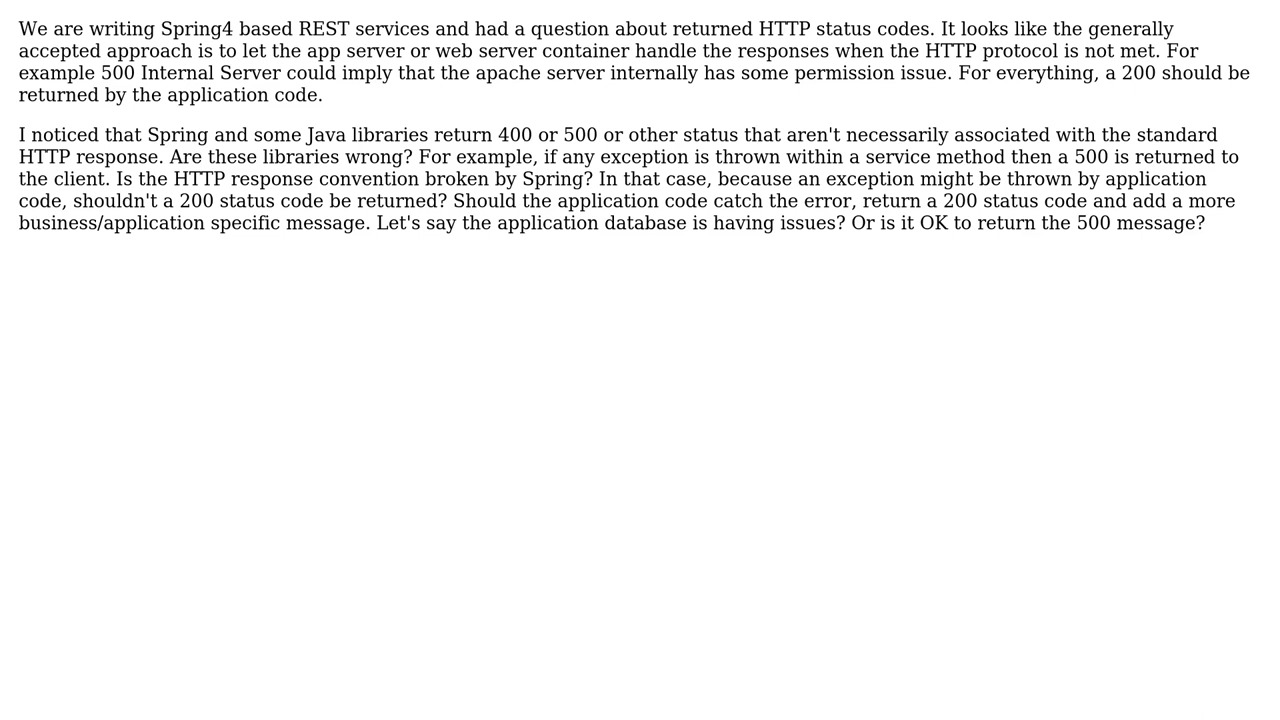 We are writing Spring4 based REST services and had a question about returned HTTP status codes. It looks like the generally
accepted approach is to let the app server or web server container handle the responses when the HTTP protocol is not met. For
example 500 Internal Server could imply that the apache server internally has some permission issue. For everything, a 200 should be
returned by the application code.
I noticed that Spring and some Java libraries return 400 or 500 or other status that aren't necessarily associated with the standard
HTTP response. Are these libraries wrong? For example, if any exception is thrown within a service method then a 500 is returned to
the client. Is the HTTP response convention broken by Spring? In that case, because an exception might be thrown by application
code, shouldn't a 200 status code be returned? Should the application code catch the error, return a 200 status code and add a more
business/application specific message. Let's say the application database is having issues? Or is it OK to return the 500 message?